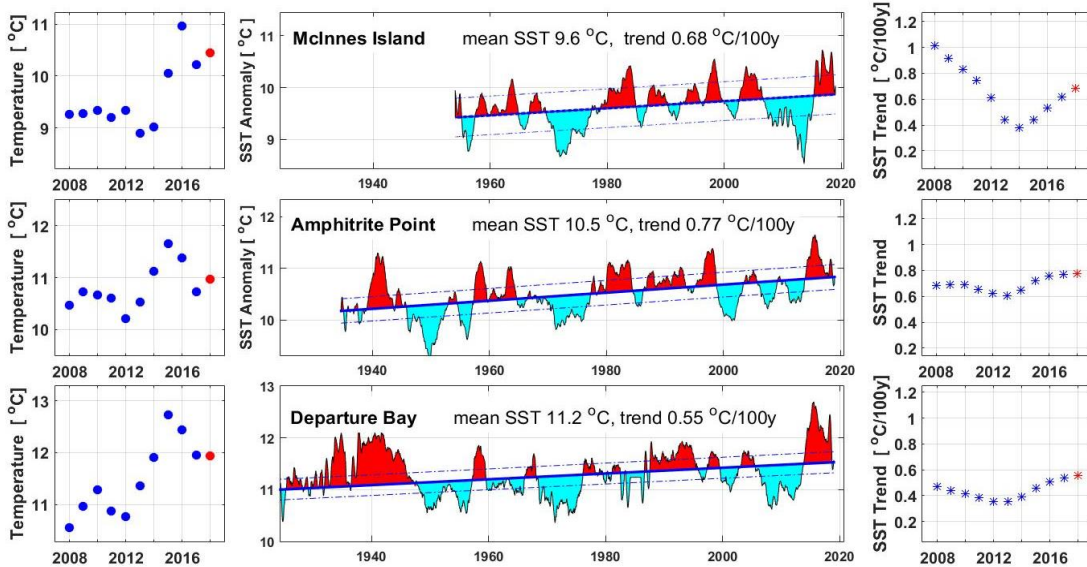 Temperature [ °C]
11
10
9
2008 2012 2016
SST Anomaly [ °C ]
McInnes Island mean SST 9.6 °C, trend 0.68 °C/100y
11
10
9
1940 1960 1980 2000 2020
SST Trend [ °C/100y]
1.2
1
0.8
0.6
0.4
0.2
2008 2012 2016
Temperature [ °C]
12
11
10
2008 2012 2016
SST Anomaly [ °C ]
Amphitrite Point mean SST 10.5 °C, trend 0.77 °C/100y
12
11
10
1940 1960 1980 2000 2020
SST Trend
1.2
1
0.8
0.6
0.4
0.2
2008 2012 2016
Temperature [ °C]
13
12
11
2008 2012 2016
Departure Bay mean SST 11.2 °C, trend 0.55 °C/100y
13
12
11
10
1940 1960 1980 2000 2020
SST Trend [ °C/100y]
1.2
1
0.8
0.6
0.4
0.2
2008 2012 2016